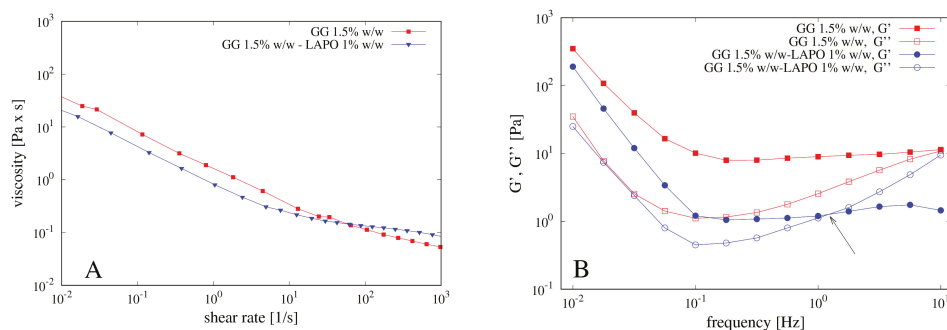 GG 1.5% w/w
GG 1.5% w/w - LAPO 1% w/w
10^3
10^2
10^1
10^0
10^-1
10^-2
viscosity [Pa x s]
A
10^-2 10^-1 10^0 10^1 10^2 10^3
shear rate [1/s]
GG 1.5% w/w, G’
GG 1.5% w/w, G’’
GG 1.5% w/w-LAPO 1% w/w, G’
GG 1.5% w/w-LAPO 1% w/w, G’’
10^3
10^2
10^1
10^0
10^-1
G’, G’’ [Pa]
B
10^-2 10^-1 10^0 10^1
frequency [Hz]